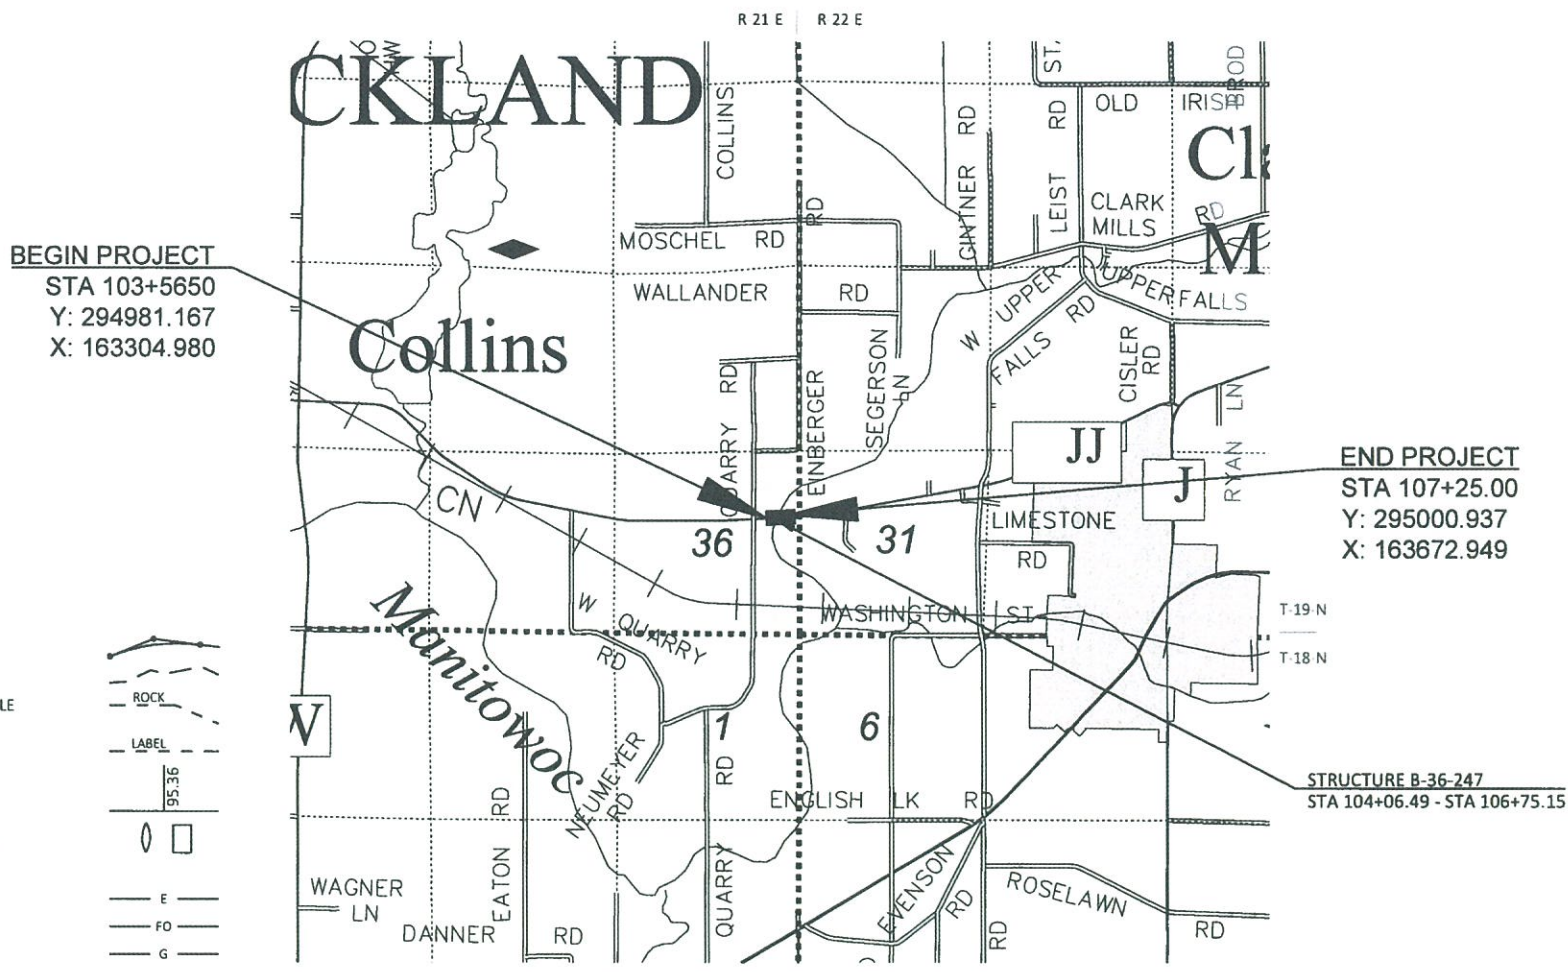 R 21 E R 22 E
CKLAND
COLLINS
RD
GINTNER RD
LEIST RD
ST
OLD IRISH
BROD
Cla
CLARK
MILLS
RD
M
MOSCHEL RD
WALLANDER RD
W UPPER
FALLS RD
UPPER FALLS
BEGIN PROJECT
STA 103+5650
Y: 294981.167
X: 163304.980
Collins
QUARRY RD
EINBERGER
SEGERSON
LN
CISLER
RD
RYAN LN
JJ
J
END PROJECT
STA 107+25.00
Y: 295000.937
X: 163672.949
CN
36
31
LIMESTONE
RD
W QUARRY
RD
WASHINGTON ST
T-19-N
T-18-N
Manitowoc
LE
ROCK
LABEL
95.36
W
1
6
NEUMEYER
RD
QUARRY RD
EATON RD
ENGLISH LK RD
STRUCTURE B-36-247
STA 104+06.49 - STA 106+75.15
E
FO
G
WAGNER
LN
DANNER RD
EVENSON
RD
RD
ROSELAWN
RD